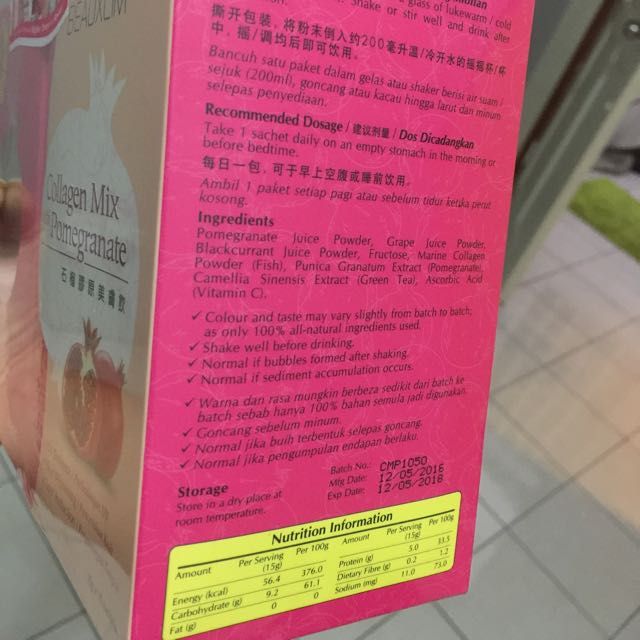 BEAUXLIM
Collagen Mix
Pomegranate
石榴膠原美膚飲
glass of lukewarm / cold
Shake or stir well and drink after
撕开包装，将粉末倒入约200毫升温/冷开水的摇摇杯/杯
中，摇/调均后即可饮用。
Bancuh satu paket dalam gelas atau shaker berisi air suam /
sejuk (200ml), goncang atau kacau hingga larut dan minum
selepas penyediaan.
Recommended Dosage / 建议剂量 / Dos Dicadangkan
Take 1 sachet daily on an empty stomach in the morning or
before bedtime.
每日一包，可于早上空腹或睡前饮用。
Ambil 1 paket setiap pagi atau sebelum tidur ketika perut
kosong.
Ingredients
Pomegranate Juice Powder, Grape Juice Powder,
Blackcurrant Juice Powder, Fructose, Marine Collagen
Powder (Fish), Punica Granatum Extract (Pomegranate),
Camellia Sinensis Extract (Green Tea), Ascorbic Acid
(Vitamin C).
✓ Colour and taste may vary slightly from batch to batch;
as only 100% all-natural ingredients used.
✓ Shake well before drinking.
✓ Normal if bubbles formed after shaking.
✓ Normal if sediment accumulation occurs.
✓ Warna dan rasa mungkin berbeza sedikit dari batch ke
batch sebab hanya 100% bahan semula jadi digunakan.
✓ Goncang sebelum minum.
✓ Normal jika buih terbentuk selepas goncang.
✓ Normal jika pengumpulan endapan berlaku.
Storage
Store in a dry place at
room temperature.
Batch No.: CMP1050
Mfg Date: 12/05/2016
Exp Date: 12/05/2018
Nutrition Information
Amount Per Serving (15g) Per 100g
Energy (kcal) 56.4 376.0
Carbohydrate (g) 9.2 61.1
Fat (g) 0 0
Amount Per Serving (15g) Per 100g
Protein (g) 5.0 33.5
Dietary Fibre (g) 0.2 1.2
Sodium (mg) 11.0 73.0